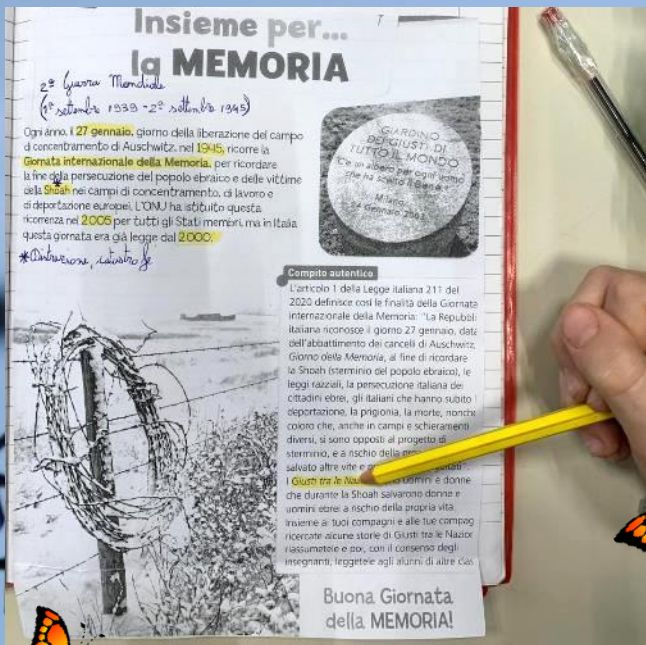 Insieme per...
la MEMORIA
2ª Guerra Mondiale
(1° settembre 1939 - 2 settembre 1945)
Ogni anno, il 27 gennaio, giorno della liberazione del campo
di concentramento di Auschwitz, nel 1945, ricorre la
Giornata internazionale della Memoria, per ricordare
la fine della persecuzione del popolo ebraico e delle vittime
della Shoah nei campi di concentramento, di lavoro e
di deportazione europei. L'ONU ha istituito questa
ricorrenza nel 2005 per tutti gli Stati membri, ma in Italia
questa giornata era già legge dal 2000.
*Distruzione, catastrofe
GIARDINO
DEI GIUSTI DI
TUTTO IL MONDO
C'è un albero per ogni uomo
che ha scelto il Bene
Milano
24 Gennaio 2003
Compito autentico
L'articolo 1 della Legge italiana 211 del
2020 definisce così le finalità della Giornata
internazionale della Memoria: "La Repubbli
italiana riconosce il giorno 27 gennaio, data
dell'abbattimento dei cancelli di Auschwitz,
Giorno della Memoria, al fine di ricordare
la Shoah (sterminio del popolo ebraico), le
leggi razziali, la persecuzione italiana dei
cittadini ebrei, gli italiani che hanno subito l
deportazione, la prigionia, la morte, nonché
coloro che, anche in campi e schieramenti
diversi, si sono opposti al progetto di
sterminio, e a rischio della
salvato altre vite e
I Giusti tra le uomini e donne
che durante la Shoah salvarono donne e
uomini ebrei a rischio della propria vita.
Insieme ai tuoi compagni e alle tue compag
ricercate alcune storie di Giusti tra le Nazion
riassumetele e poi, con il consenso degli
insegnanti, leggetele agli alunni di altre clas
Buona Giornata
della MEMORIA!